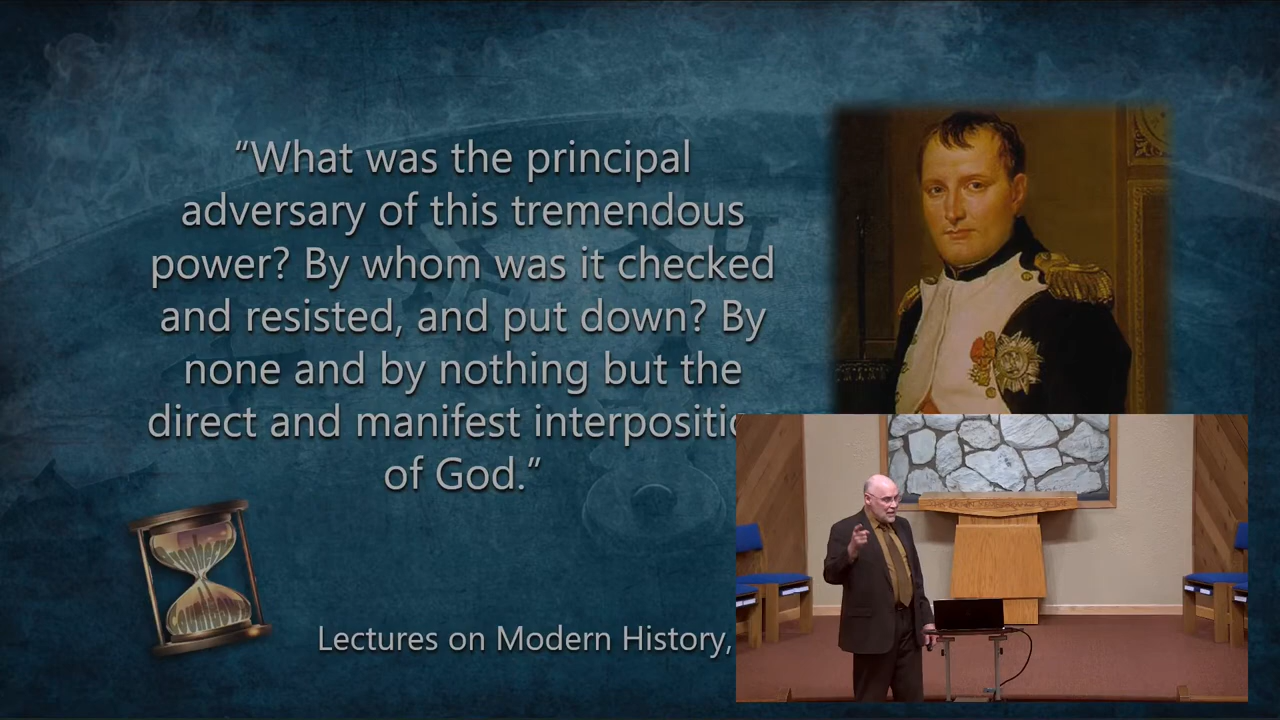 “What was the principal
adversary of this tremendous
power? By whom was it checked
and resisted, and put down? By
none and by nothing but the
direct and manifest interpositio
of God.”
Lectures on Modern History,